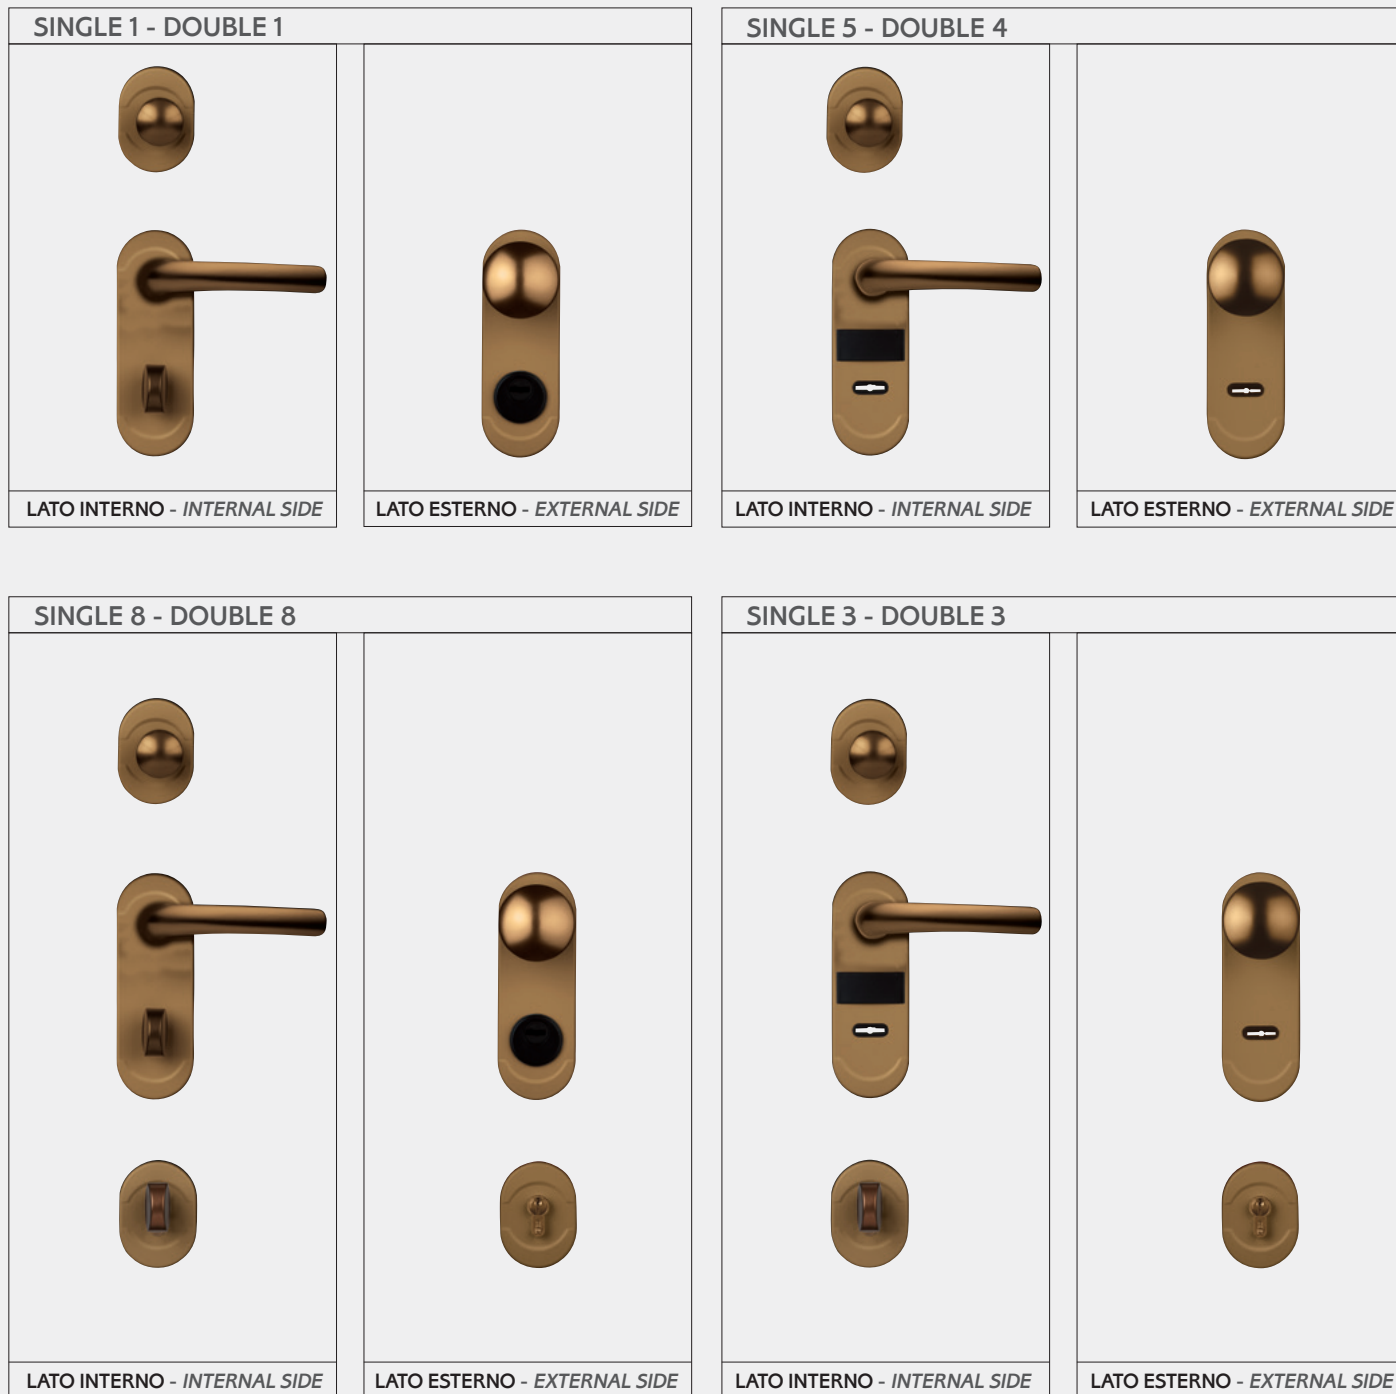 SINGLE 1 - DOUBLE 1
SINGLE 5 - DOUBLE 4
LATO INTERNO - INTERNAL SIDE
LATO ESTERNO - EXTERNAL SIDE
LATO INTERNO - INTERNAL SIDE
LATO ESTERNO - EXTERNAL SIDE
SINGLE 8 - DOUBLE 8
SINGLE 3 - DOUBLE 3
LATO INTERNO - INTERNAL SIDE
LATO ESTERNO - EXTERNAL SIDE
LATO INTERNO - INTERNAL SIDE
LATO ESTERNO - EXTERNAL SIDE